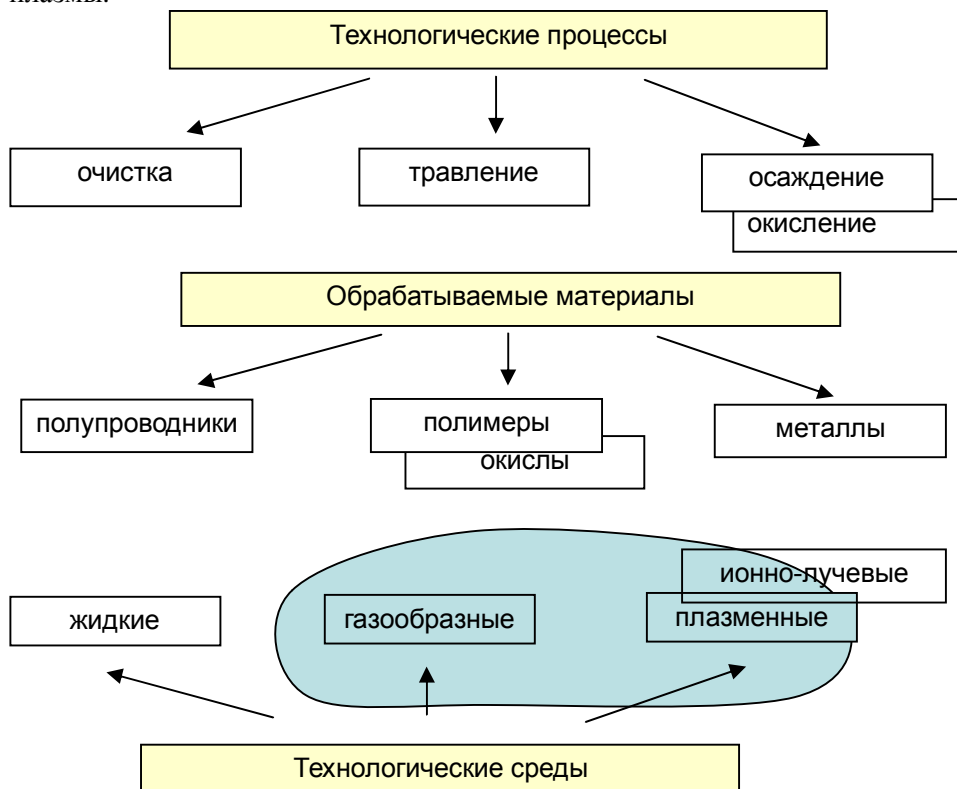 плазмы.
Технологические процессы
очистка
травление
осаждение
окисление
Обрабатываемые материалы
полупроводники
полимеры
окислы
металлы
ионно-лучевые
жидкие
газообразные
плазменные
Технологические среды